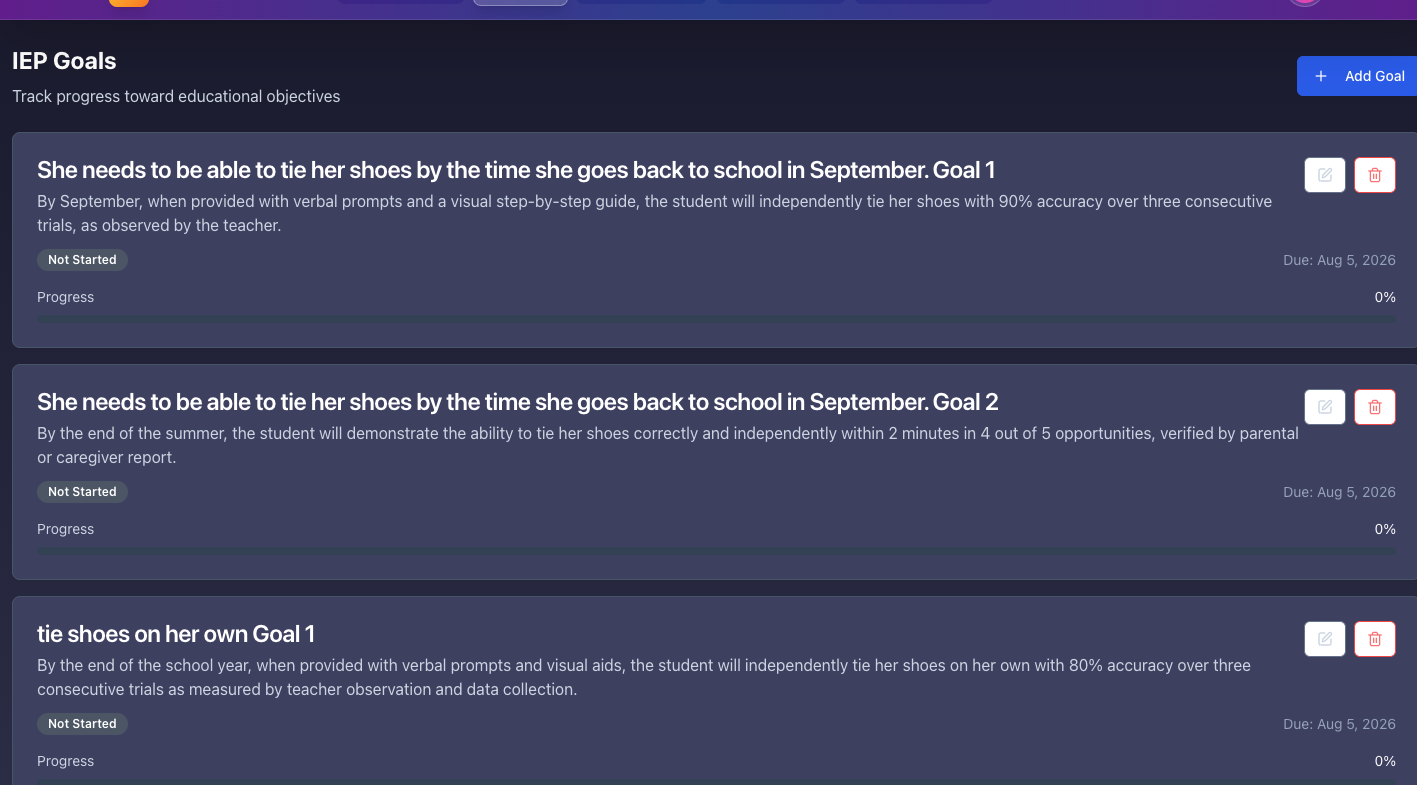 IEP Goals
Track progress toward educational objectives
Add Goal
She needs to be able to tie her shoes by the time she goes back to school in September. Goal 1
By September, when provided with verbal prompts and a visual step-by-step guide, the student will independently tie her shoes with 90% accuracy over three consecutive
trials, as observed by the teacher.
Not Started
Due: Aug 5, 2026
Progress
0%
She needs to be able to tie her shoes by the time she goes back to school in September. Goal 2
By the end of the summer, the student will demonstrate the ability to tie her shoes correctly and independently within 2 minutes in 4 out of 5 opportunities, verified by parental
or caregiver report.
Not Started
Due: Aug 5, 2026
Progress
0%
tie shoes on her own Goal 1
By the end of the school year, when provided with verbal prompts and visual aids, the student will independently tie her shoes on her own with 80% accuracy over three
consecutive trials as measured by teacher observation and data collection.
Not Started
Due: Aug 5, 2026
Progress
0%